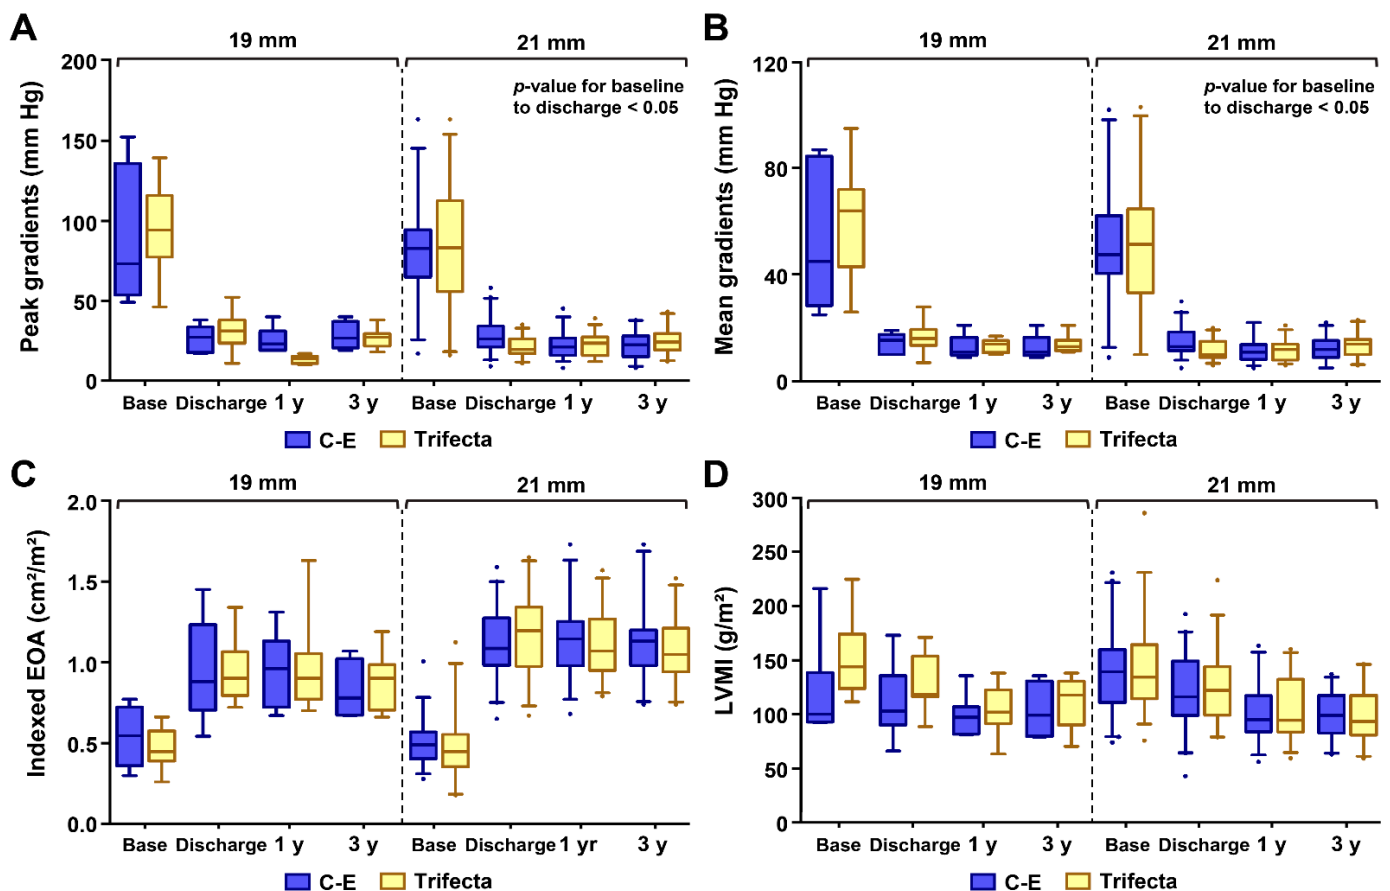 A
19 mm
21 mm
p-value for baseline
to discharge < 0.05
Peak gradients (mm Hg)
200
150
100
50
0
Base Discharge 1 y 3 y Base Discharge 1 y 3 y
C-E Trifecta
B
19 mm
21 mm
p-value for baseline
to discharge < 0.05
Mean gradients (mm Hg)
120
80
40
0
Base Discharge 1 y 3 y Base Discharge 1 y 3 y
C-E Trifecta
C
19 mm
21 mm
Indexed EOA (cm²/m²)
2.0
1.5
1.0
0.5
0.0
Base Discharge 1 y 3 y Base Discharge 1 yr 3 y
C-E Trifecta
D
19 mm
21 mm
LVMI (g/m²)
300
250
200
150
100
50
0
Base Discharge 1 y 3 y Base Discharge 1 y 3 y
C-E Trifecta